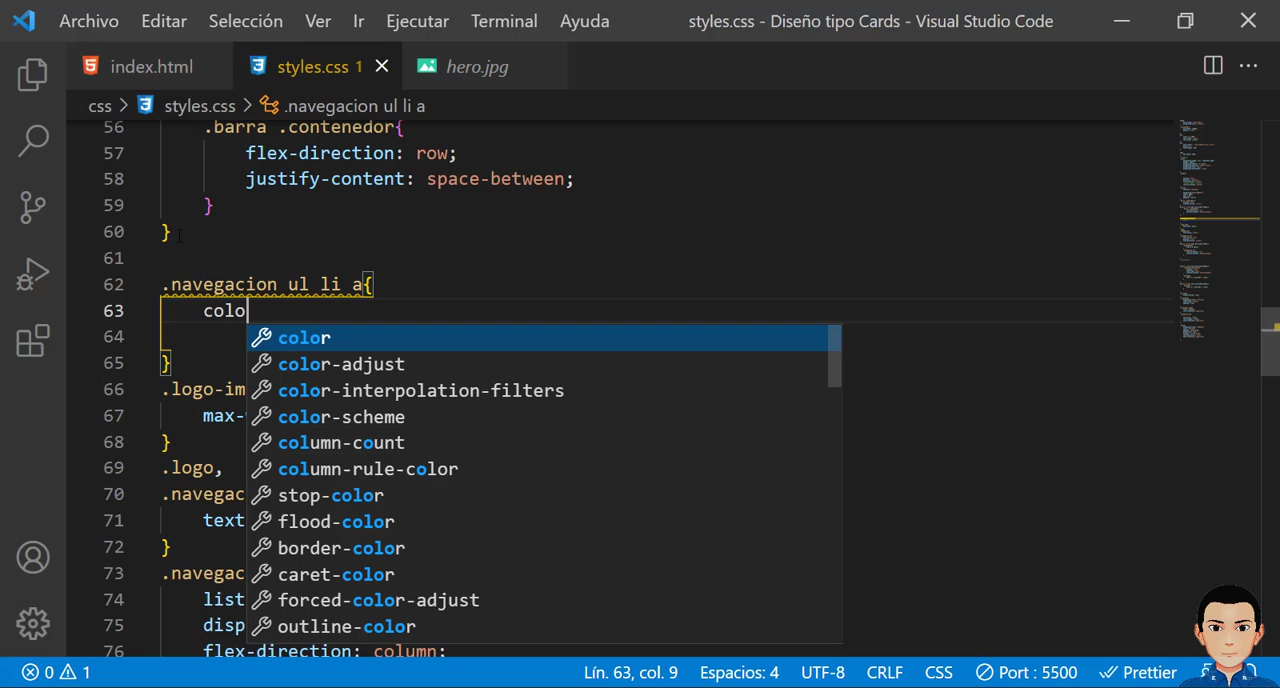 Archivo Editar Selección Ver Ir Ejecutar Terminal Ayuda styles.css - Diseño tipo Cards - Visual Studio Code
index.html styles.css 1 hero.jpg
css > styles.css > .navegacion ul li a
56 .barra .contenedor{
57 flex-direction: row;
58 justify-content: space-between;
59 }
60 }
61
62 .navegacion ul li a{
63 colo
color
64
color-adjust
65 }
color-interpolation-filters
66 .logo-im
color-scheme
67 max-
column-count
68 }
column-rule-color
69 .logo,
stop-color
70 .navegac
flood-color
71 text
border-color
72 }
caret-color
73 .navegac
forced-color-adjust
74 list
outline-color
75 disp
76 flex-direction: column;
0 1 Lín. 63, col. 9 Espacios: 4 UTF-8 CRLF CSS Port : 5500 Prettier